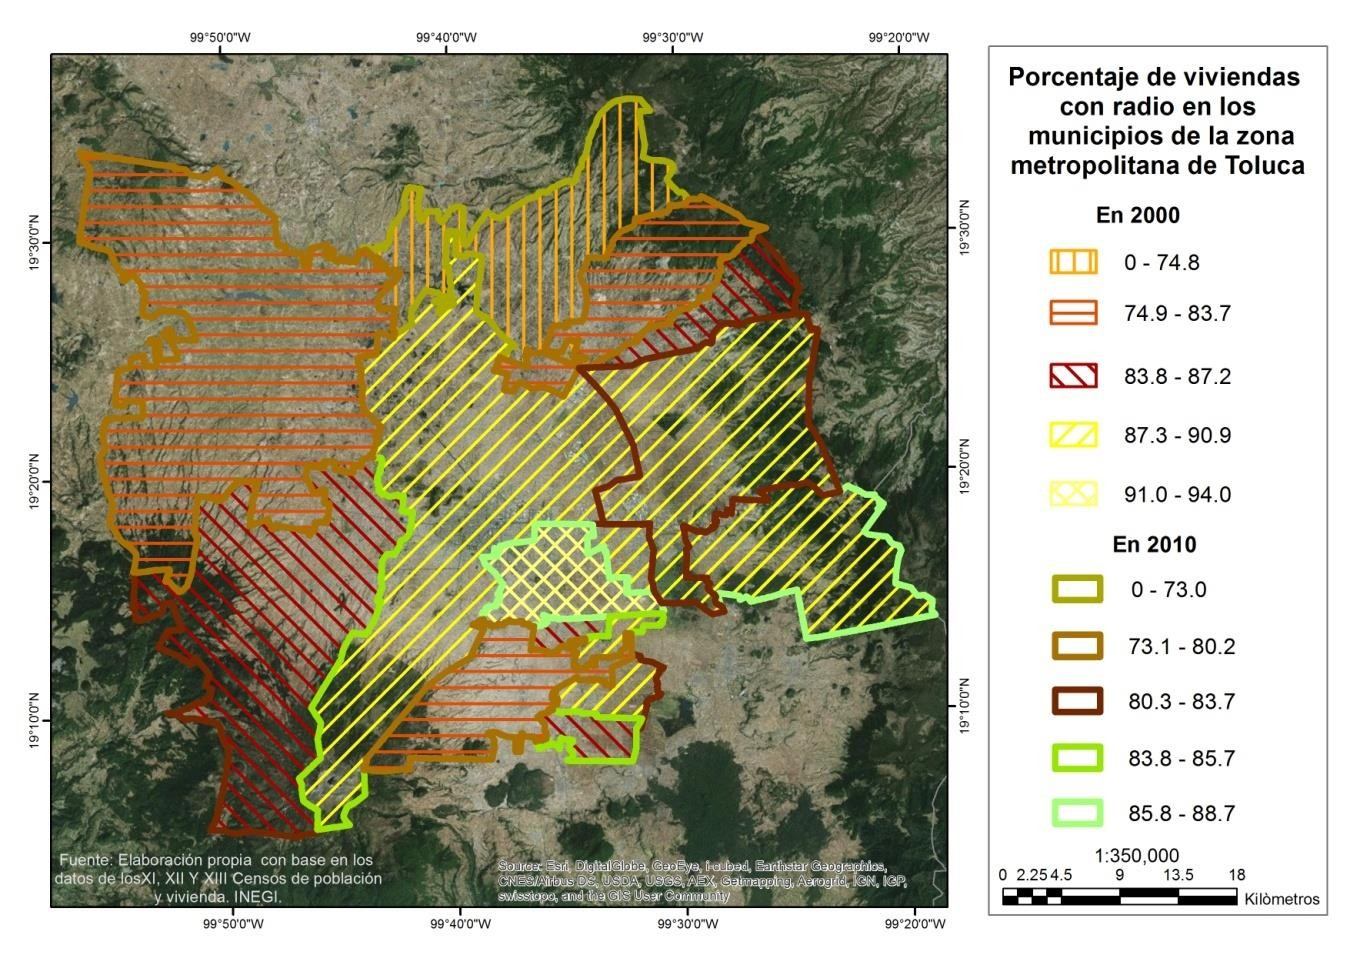 99°50'0"W
99°40'0"W
99°30'0"W
99°20'0"W
19°30'0"N
19°20'0"N
19°10'0"N
19°30'0"N
19°20'0"N
19°10'0"N
Fuente: Elaboración propia con base en los
datos de losXI, XII Y XIII Censos de población
y vivienda. INEGI.
Source: Esri, DigitalGlobe, GeoEye, i-cubed, Earthstar Geographics,
CNES/Airbus DS, USDA, USGS, AEX, Getmapping, Aerogrid, IGN, IGP,
swisstopo, and the GIS User Community
99°50'0"W
99°40'0"W
99°30'0"W
99°20'0"W
Porcentaje de viviendas
con radio en los
municipios de la zona
metropolitana de Toluca
En 2000
0 - 74.8
74.9 - 83.7
83.8 - 87.2
87.3 - 90.9
91.0 - 94.0
En 2010
0 - 73.0
73.1 - 80.2
80.3 - 83.7
83.8 - 85.7
85.8 - 88.7
1:350,000
0 2.25 4.5 9 13.5 18
Kilòmetros